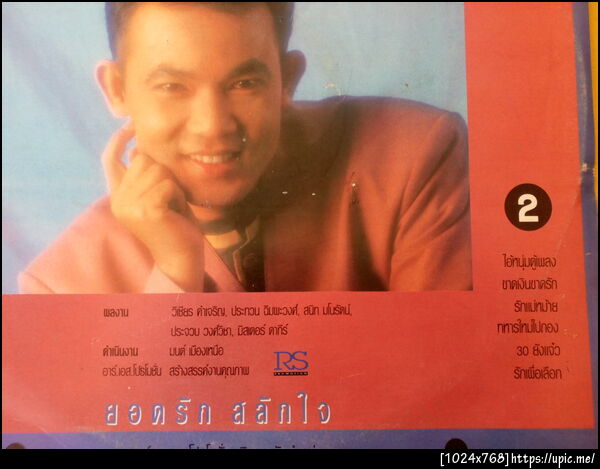 2
ไอ้หนุ่มตู้เพลง
ขาดเงินขาดรัก
รักแม่หม้าย
ทหารใหม่ไปกอง
30 ยังแจ๋ว
รักเผื่อเลือก
ผลงาน วิเชียร คำเจริญ, ประทวน ฉิมพะวงศ์, สนิท มโนรัตน์,
ประจวบ วงศ์วิชา, มิสเตอร์ ดาทีร์
ดำเนินงาน มนต์ เมืองเหนือ
อาร์.เอส.โปรโมชั่น สร้างสรรค์งานคุณภาพ
RS
PROMOTION
ยอดรัก สลักใจ
[1024x768]https://upic.me/